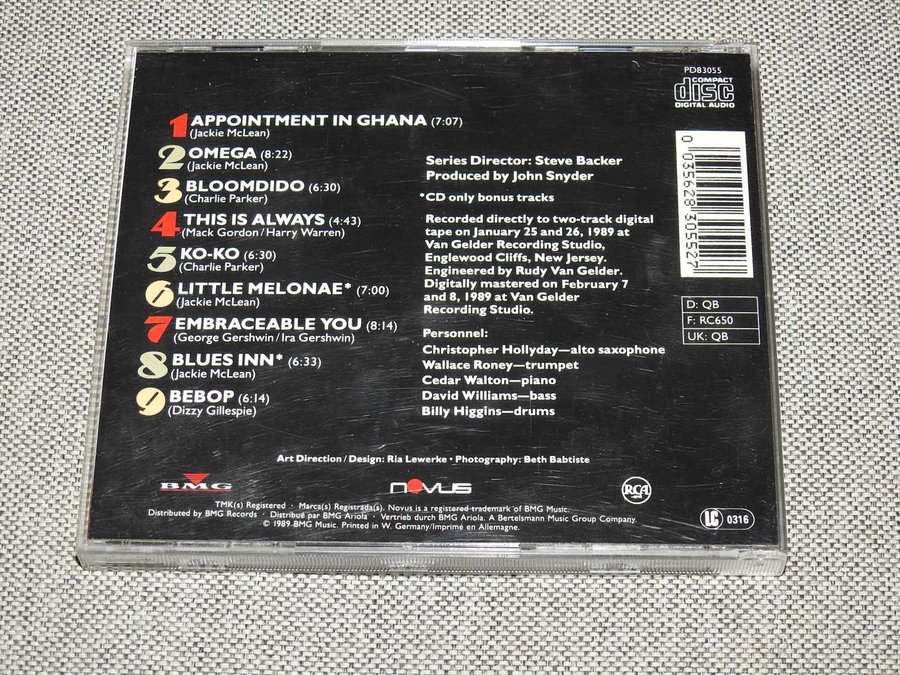 PD83055
COMPACT
disc
DIGITAL AUDIO
1 APPOINTMENT IN GHANA (7:07)
(Jackie McLean)
2 OMEGA (8:22)
(Jackie McLean)
3 BLOOMDIDO (6:30)
(Charlie Parker)
4 THIS IS ALWAYS (4:43)
(Mack Gordon/Harry Warren)
5 KO-KO (6:30)
(Charlie Parker)
6 LITTLE MELONAE* (7:00)
(Jackie McLean)
7 EMBRACEABLE YOU (8:14)
(George Gershwin/Ira Gershwin)
8 BLUES INN* (6:33)
(Jackie McLean)
9 BEBOP (6:14)
(Dizzy Gillespie)
Series Director: Steve Backer
Produced by John Snyder
*CD only bonus tracks
Recorded directly to two-track digital
tape on January 25 and 26, 1989 at
Van Gelder Recording Studio,
Englewood Cliffs, New Jersey.
Engineered by Rudy Van Gelder.
Digitally mastered on February 7
and 8, 1989 at Van Gelder
Recording Studio.
Personnel:
Christopher Hollyday—alto saxophone
Wallace Roney—trumpet
Cedar Walton—piano
David Williams—bass
Billy Higgins—drums
0 035628 305527
D: QB
F: RC650
UK: QB
Art Direction/Design: Ria Lewerke • Photography: Beth Babtiste
BMG
NOVUS
RCA
TMK(s) Registered • Marca(s) Registrada(s). Novus is a registered trademark of BMG Music.
Distributed by BMG Records • Distribué par BMG Ariola • Vertrieb durch BMG Ariola. A Bertelsmann Music Group Company.
© 1989 BMG Music. Printed in W. Germany/Imprimé en Allemagne.
LC 0316